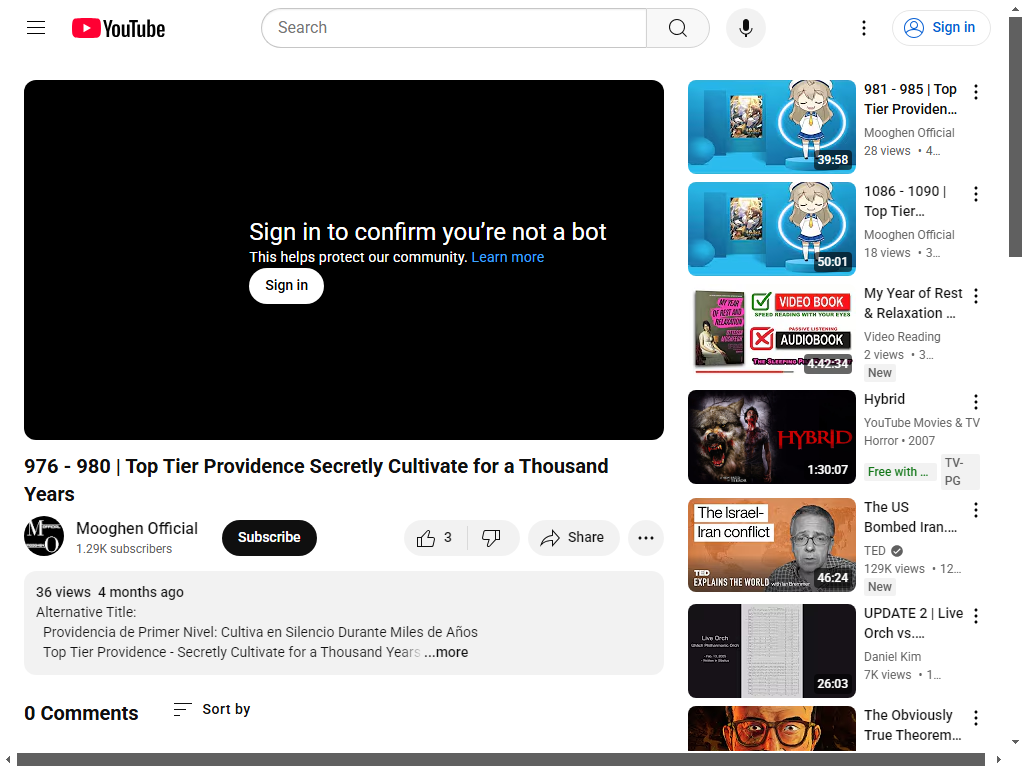 YouTube
Search
Sign in
Sign in to confirm you’re not a bot
This helps protect our community. Learn more
Sign in
976 - 980 | Top Tier Providence Secretly Cultivate for a Thousand
Years
Mooghen Official
1.29K subscribers
Subscribe
3
Share
36 views 4 months ago
Alternative Title:
Providencia de Primer Nivel: Cultiva en Silencio Durante Miles de Años
Top Tier Providence - Secretly Cultivate for a Thousand Years ...more
0 Comments
Sort by
39:58
981 - 985 | Top
Tier Providen…
Mooghen Official
28 views • 4…
50:01
1086 - 1090 |
Top Tier…
Mooghen Official
18 views • 3…
MY YEAR
OF REST AND
RELAXATION
VIDEO BOOK
SPEED READING WITH YOUR EYES
PASSIVE LISTENING
AUDIOBOOK
4:42:34
My Year of Rest
& Relaxation …
Video Reading
2 views • 3…
New
HYBRID
1:30:07
Hybrid
YouTube Movies & TV
Horror • 2007
Free with …
TV-
PG
The Israel-
Iran conflict
TED
EXPLAINS THE WORLD with Ian Bremmer
46:24
The US
Bombed Iran.…
TED
129K views • 12…
New
Live Orch
26:03
UPDATE 2 | Live
Orch vs.…
Daniel Kim
7K views • 1…
The Obviously
True Theorem…